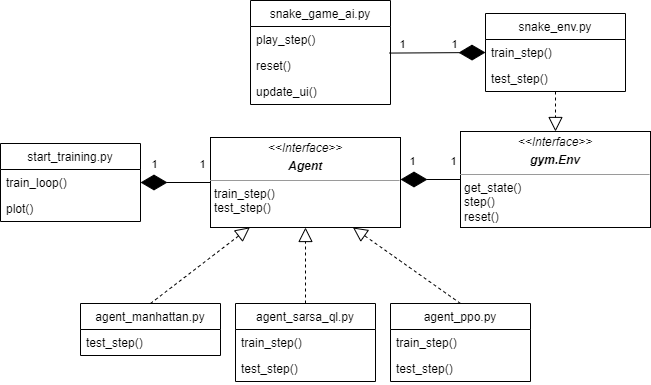 snake_game_ai.py
play_step()
reset()
update_ui()
1
1
snake_env.py
train_step()
test_step()
start_training.py
train_loop()
plot()
1
1
<<Interface>>
Agent
train_step()
test_step()
1
1
<<Interface>>
gym.Env
get_state()
step()
reset()
agent_manhattan.py
test_step()
agent_sarsa_ql.py
train_step()
test_step()
agent_ppo.py
train_step()
test_step()